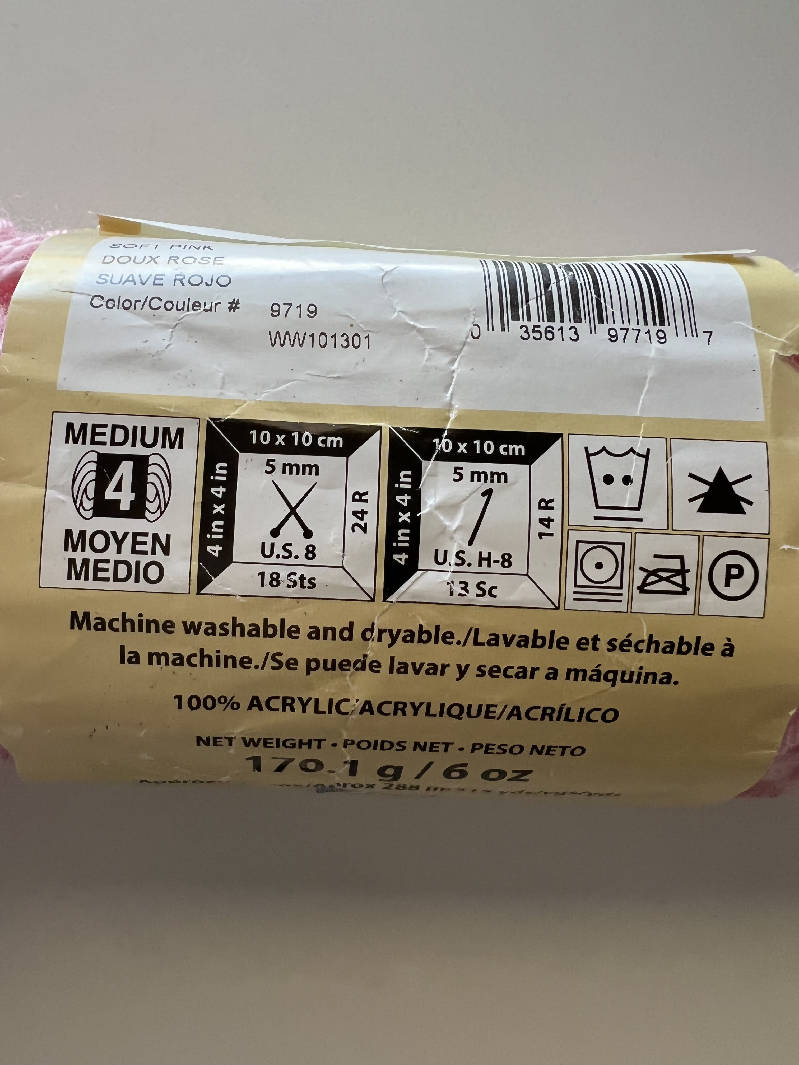 SOFT PINK
DOUX ROSE
SUAVE ROJO
Color/Couleur # 9719
WW101301
0 35613 97719 7
MEDIUM
4
MOYEN
MEDIO
10 x 10 cm
4 in x 4 in
5 mm
24 R
U.S. 8
18 Sts
10 x 10 cm
4 in x 4 in
5 mm
14 R
U.S. H-8
13 Sc
P
Machine washable and dryable./Lavable et séchable à
la machine./Se puede lavar y secar a máquina.
100% ACRYLIC/ACRYLIQUE/ACRÍLICO
NET WEIGHT • POIDS NET • PESO NETO
170.1 g / 6 oz
288